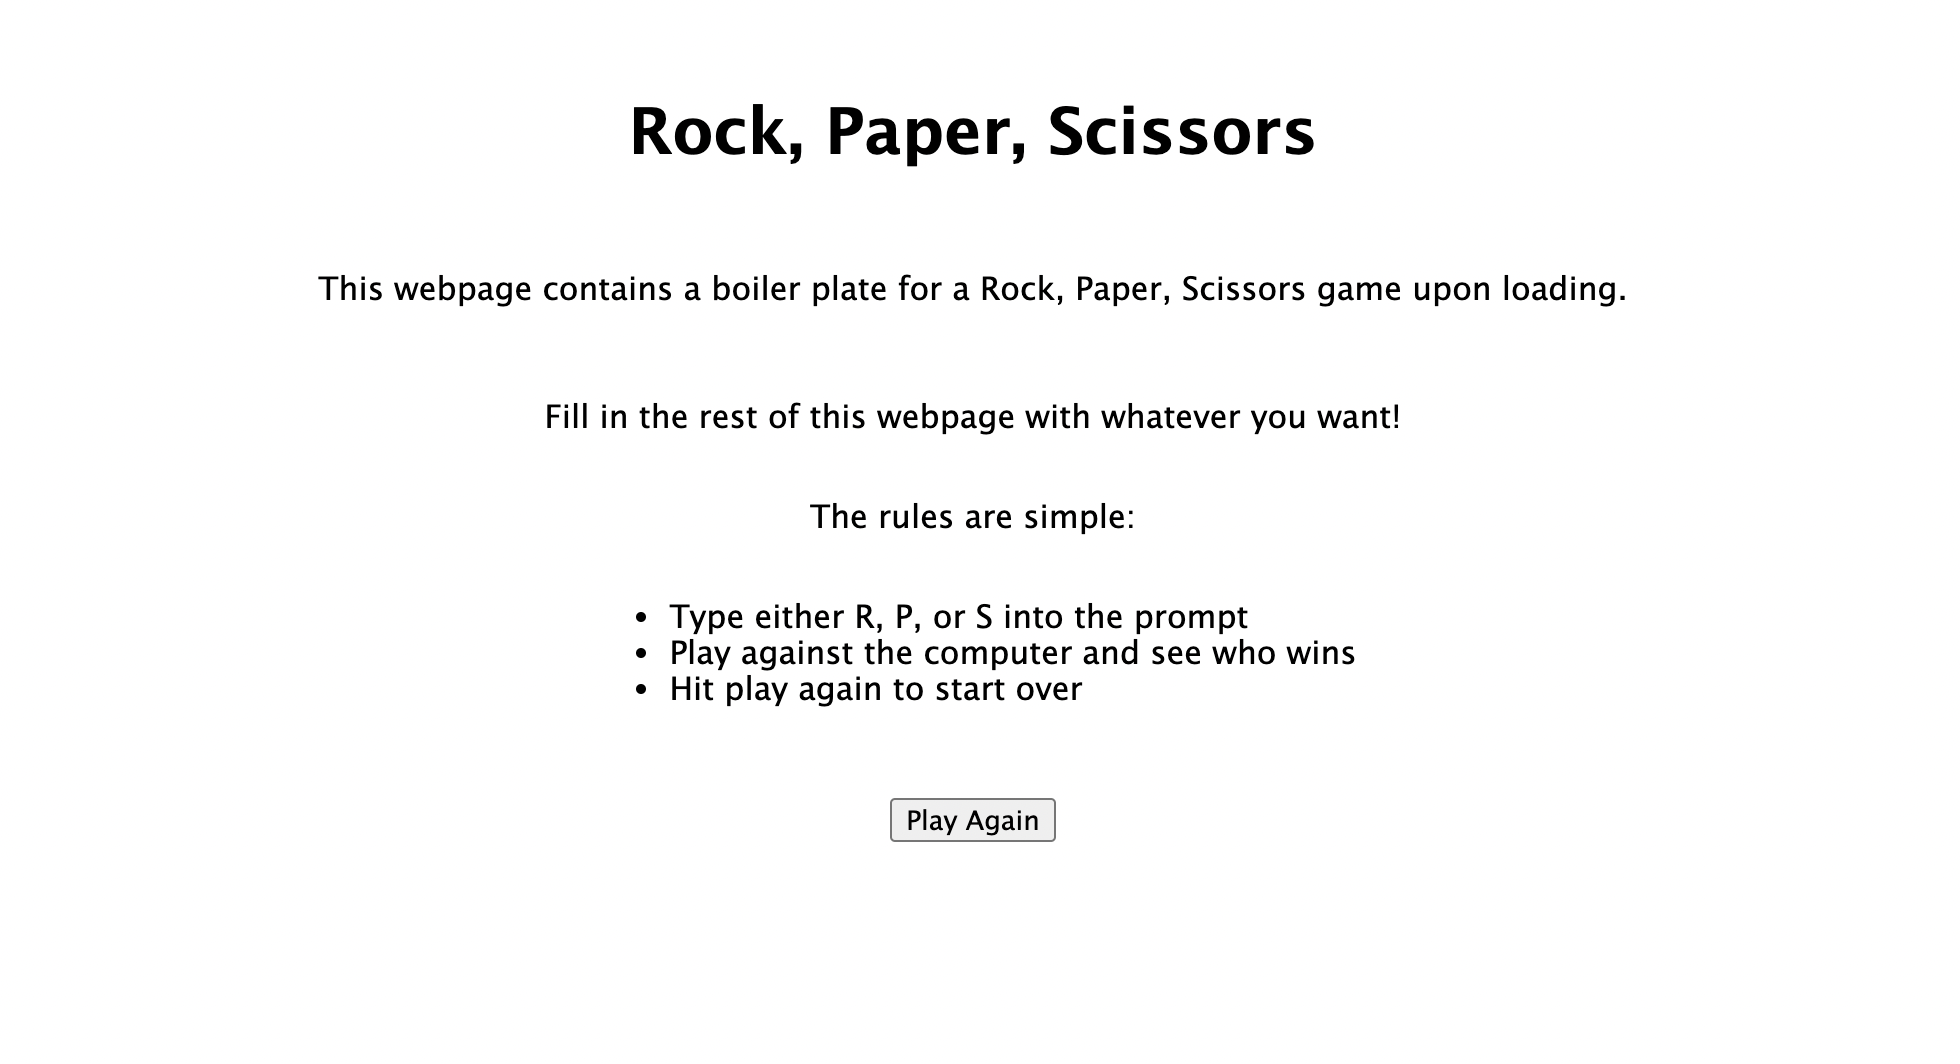 Rock, Paper, Scissors
This webpage contains a boiler plate for a Rock, Paper, Scissors game upon loading.
Fill in the rest of this webpage with whatever you want!
The rules are simple:
• Type either R, P, or S into the prompt
• Play against the computer and see who wins
• Hit play again to start over
Play Again